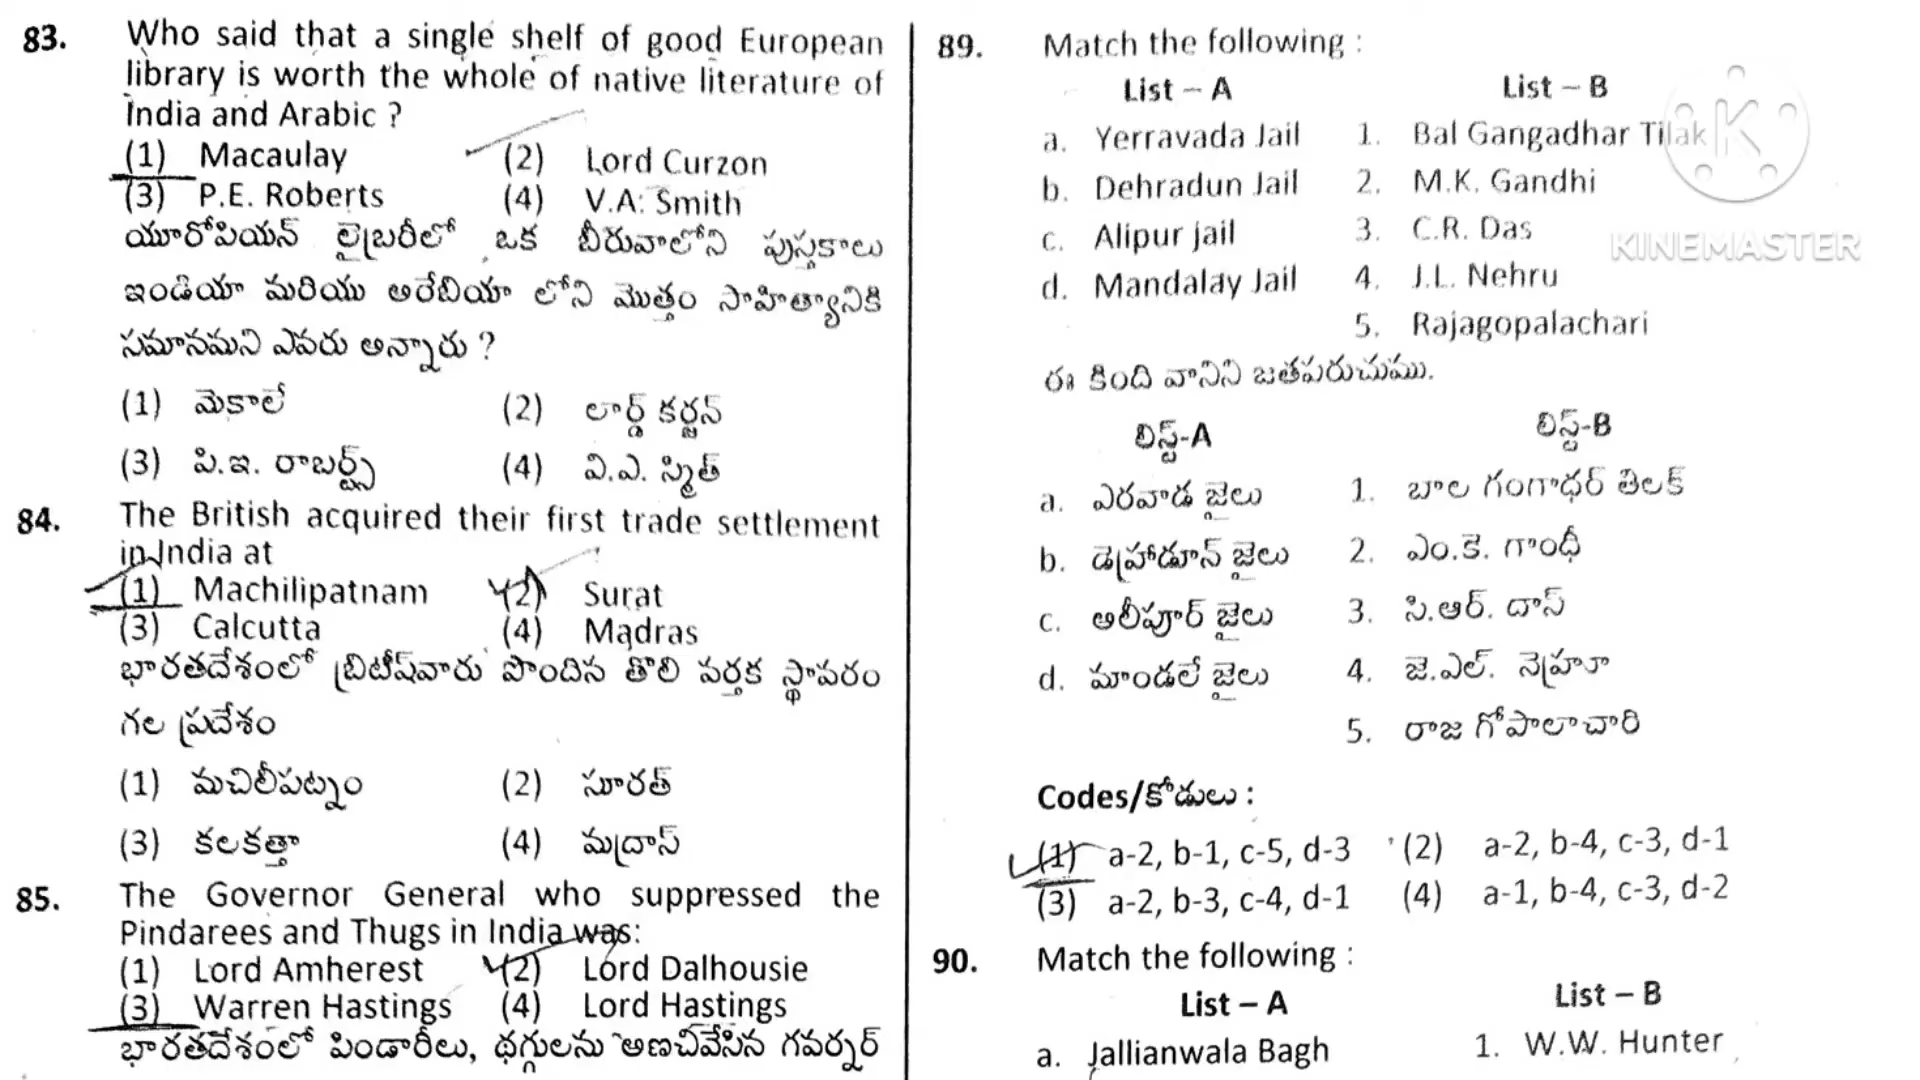 83. Who said that a single shelf of good European
library is worth the whole of native literature of
India and Arabic ?
(1) Macaulay (2) Lord Curzon
(3) P.E. Roberts (4) V.A. Smith
యూరోపియన్ లైబ్రరీలో ఒక బీరువాలోని పుస్తకాలు
ఇండియా మరియు అరేబియా లోని మొత్తం సాహిత్యానికి
సమానమని ఎవరు అన్నారు ?
(1) మెకాలే (2) లార్డ్ కర్జన్
(3) పి.ఇ. రాబర్ట్స్ (4) వి.ఎ. స్మిత్
84. The British acquired their first trade settlement
in India at
(1) Machilipatnam (2) Surat
(3) Calcutta (4) Madras
భారతదేశంలో బ్రిటీష్‌వారు పొందిన తొలి వర్తక స్థావరం
గల ప్రదేశం
(1) మచిలీపట్నం (2) సూరత్
(3) కలకత్తా (4) మద్రాస్
85. The Governor General who suppressed the
Pindarees and Thugs in India was:
(1) Lord Amherest (2) Lord Dalhousie
(3) Warren Hastings (4) Lord Hastings
భారతదేశంలో పిండారీలు, థగ్గులను అణచివేసిన గవర్నర్
89. Match the following :
List – A List – B
a. Yerravada Jail 1. Bal Gangadhar Tilak
b. Dehradun Jail 2. M.K. Gandhi
c. Alipur jail 3. C.R. Das
d. Mandalay Jail 4. J.L. Nehru
5. Rajagopalachari
ఈ కింది వానిని జతపరుచుము.
లిస్ట్-A లిస్ట్-B
a. ఎరవాడ జైలు 1. బాల గంగాధర్ తిలక్
b. డెహ్రాడూన్ జైలు 2. ఎం.కె. గాంధీ
c. ఆలీపూర్ జైలు 3. సి.ఆర్. దాస్
d. మాండలే జైలు 4. జె.ఎల్. నెహ్రూ
5. రాజ గోపాలాచారి
Codes/కోడులు :
(1) a-2, b-1, c-5, d-3 (2) a-2, b-4, c-3, d-1
(3) a-2, b-3, c-4, d-1 (4) a-1, b-4, c-3, d-2
90. Match the following :
List – A List – B
a. Jallianwala Bagh 1. W.W. Hunter
KINEMASTER